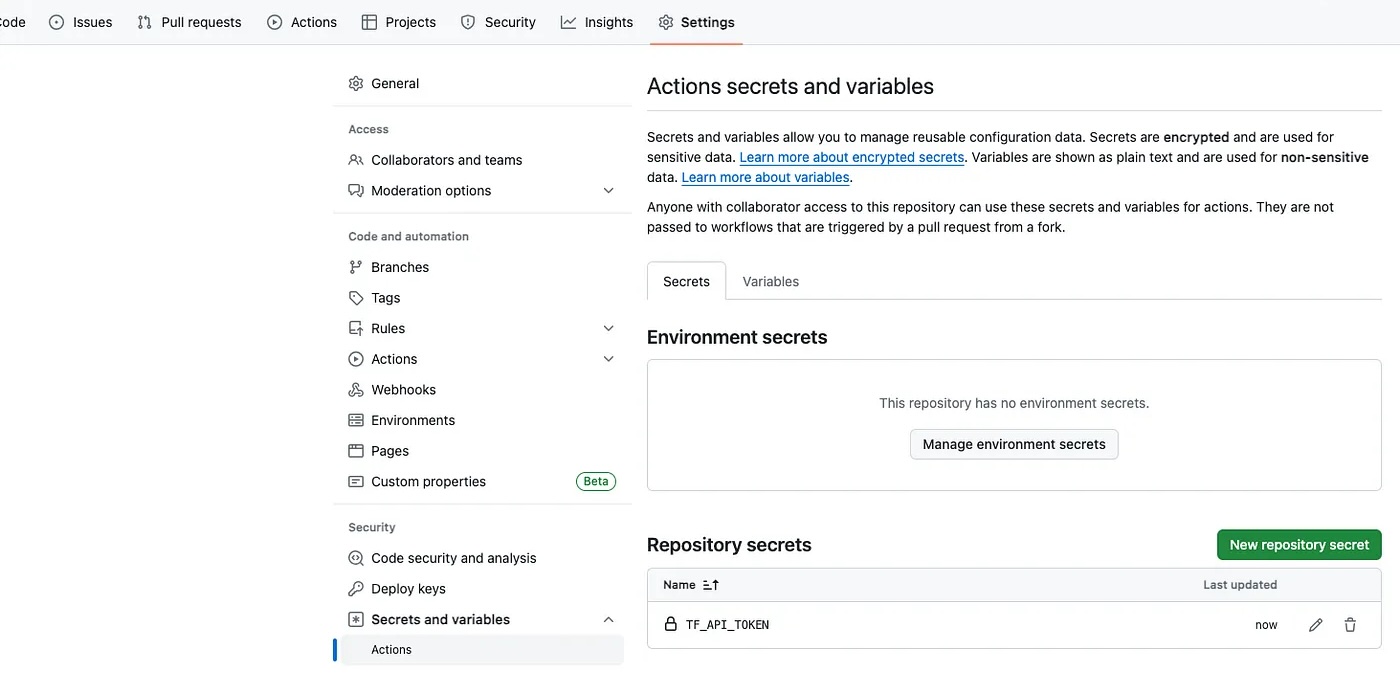 Code Issues Pull requests Actions Projects Security Insights Settings
General
Access
Collaborators and teams
Moderation options
Code and automation
Branches
Tags
Rules
Actions
Webhooks
Environments
Pages
Custom properties Beta
Security
Code security and analysis
Deploy keys
Secrets and variables
Actions
Actions secrets and variables
Secrets and variables allow you to manage reusable configuration data. Secrets are encrypted and are used for
sensitive data. Learn more about encrypted secrets. Variables are shown as plain text and are used for non-sensitive
data. Learn more about variables.
Anyone with collaborator access to this repository can use these secrets and variables for actions. They are not
passed to workflows that are triggered by a pull request from a fork.
Secrets Variables
Environment secrets
This repository has no environment secrets.
Manage environment secrets
Repository secrets New repository secret
Name Last updated
TF_API_TOKEN now